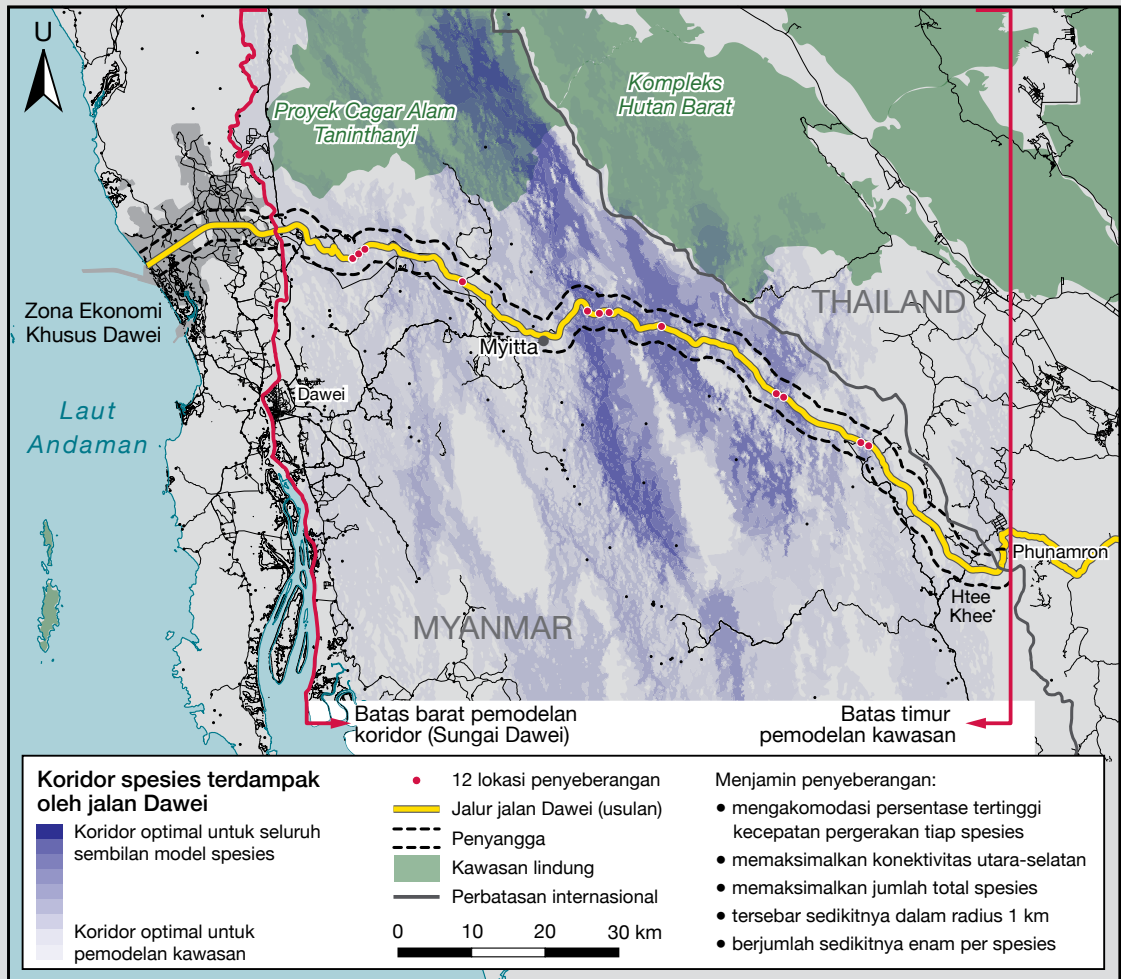 U
Proyek Cagar Alam
Tanintharyi
Kompleks
Hutan Barat
THAILAND
Zona Ekonomi
Khusus Dawei
Myitta
Dawei
Laut
Andaman
Phunamron
Htee
Khee
MYANMAR
Batas barat pemodelan
koridor (Sungai Dawei)
Batas timur
pemodelan kawasan
Koridor spesies terdampak
oleh jalan Dawei
Koridor optimal untuk seluruh
sembilan model spesies
Koridor optimal untuk
pemodelan kawasan
12 lokasi penyeberangan
Jalur jalan Dawei (usulan)
Penyangga
Kawasan lindung
Perbatasan internasional
0 10 20 30 km
Menjamin penyeberangan:
• mengakomodasi persentase tertinggi
kecepatan pergerakan tiap spesies
• memaksimalkan konektivitas utara-selatan
• memaksimalkan jumlah total spesies
• tersebar sedikitnya dalam radius 1 km
• berjumlah sedikitnya enam per spesies